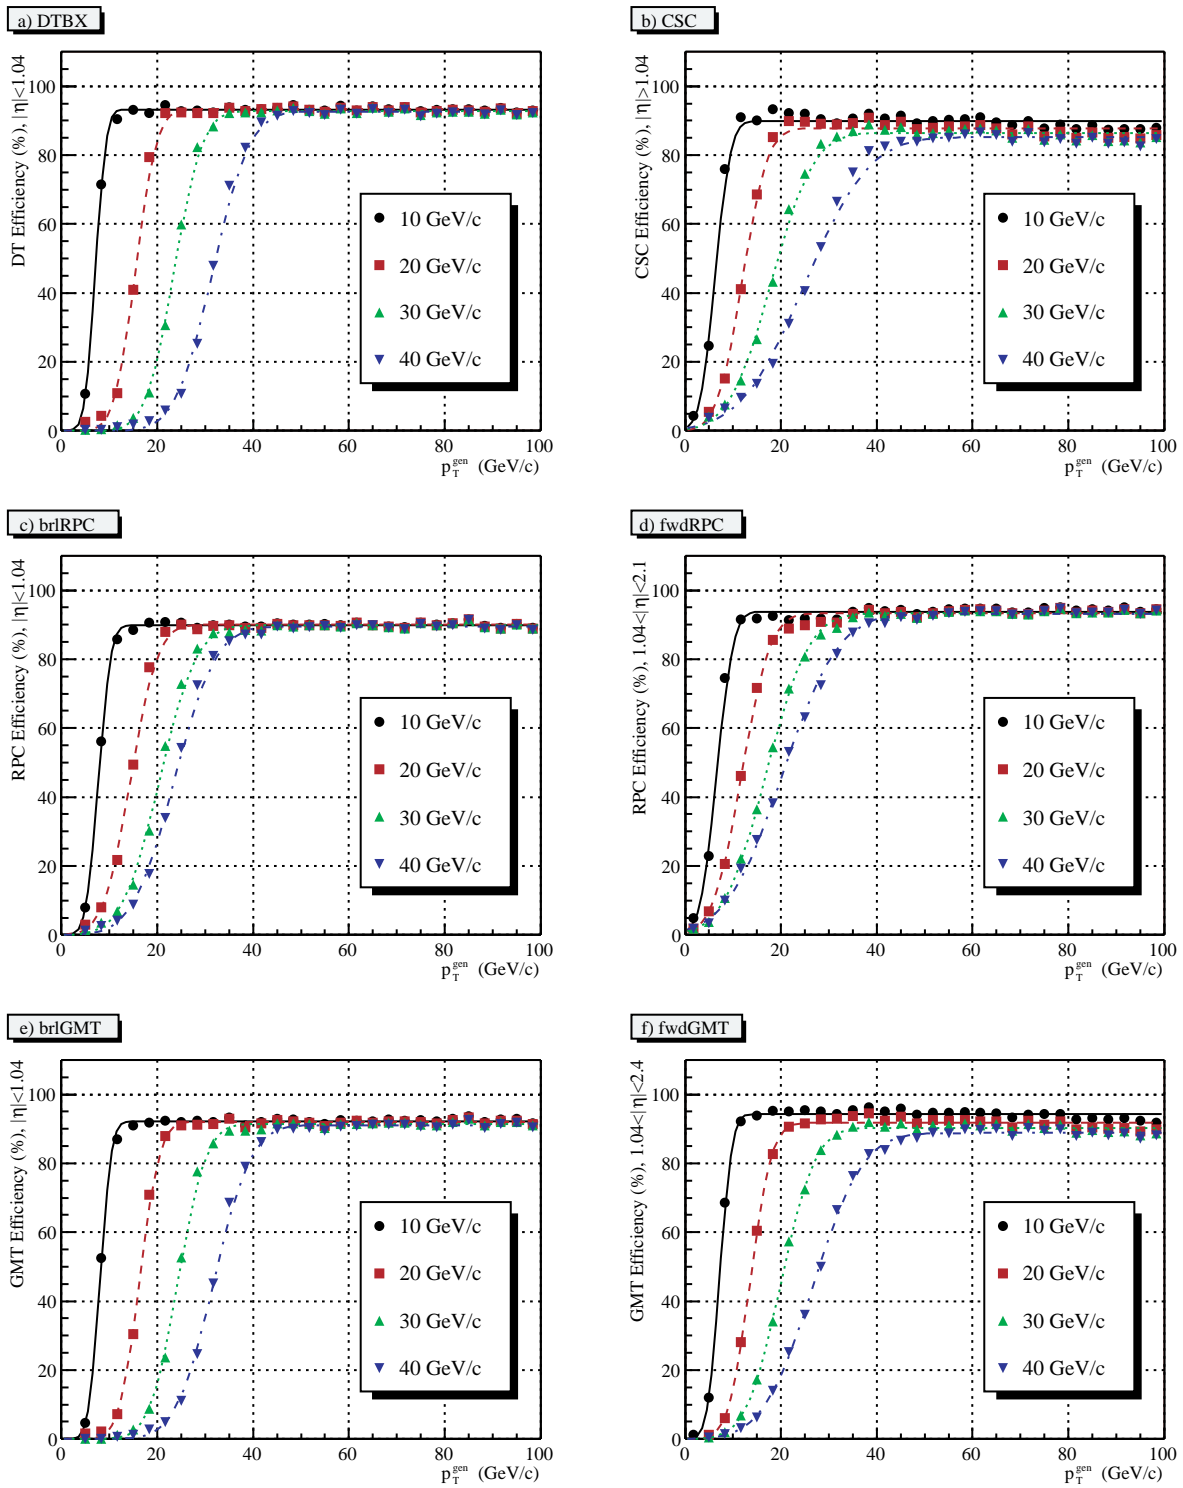 a) DTBX
DT Efficiency (%), |η|<1.04
100
80
60
40
20
0
10 GeV/c
20 GeV/c
30 GeV/c
40 GeV/c
0 20 40 60 80 100
p_T^gen (GeV/c)
b) CSC
CSC Efficiency (%), |η|>1.04
100
80
60
40
20
0
10 GeV/c
20 GeV/c
30 GeV/c
40 GeV/c
0 20 40 60 80 100
p_T^gen (GeV/c)
c) brlRPC
RPC Efficiency (%), |η|<1.04
100
80
60
40
20
0
10 GeV/c
20 GeV/c
30 GeV/c
40 GeV/c
0 20 40 60 80 100
p_T^gen (GeV/c)
d) fwdRPC
RPC Efficiency (%), 1.04<|η|<2.1
100
80
60
40
20
0
10 GeV/c
20 GeV/c
30 GeV/c
40 GeV/c
0 20 40 60 80 100
p_T^gen (GeV/c)
e) brlGMT
GMT Efficiency (%), |η|<1.04
100
80
60
40
20
0
10 GeV/c
20 GeV/c
30 GeV/c
40 GeV/c
0 20 40 60 80 100
p_T^gen (GeV/c)
f) fwdGMT
GMT Efficiency (%), 1.04<|η|<2.4
100
80
60
40
20
0
10 GeV/c
20 GeV/c
30 GeV/c
40 GeV/c
0 20 40 60 80 100
p_T^gen (GeV/c)